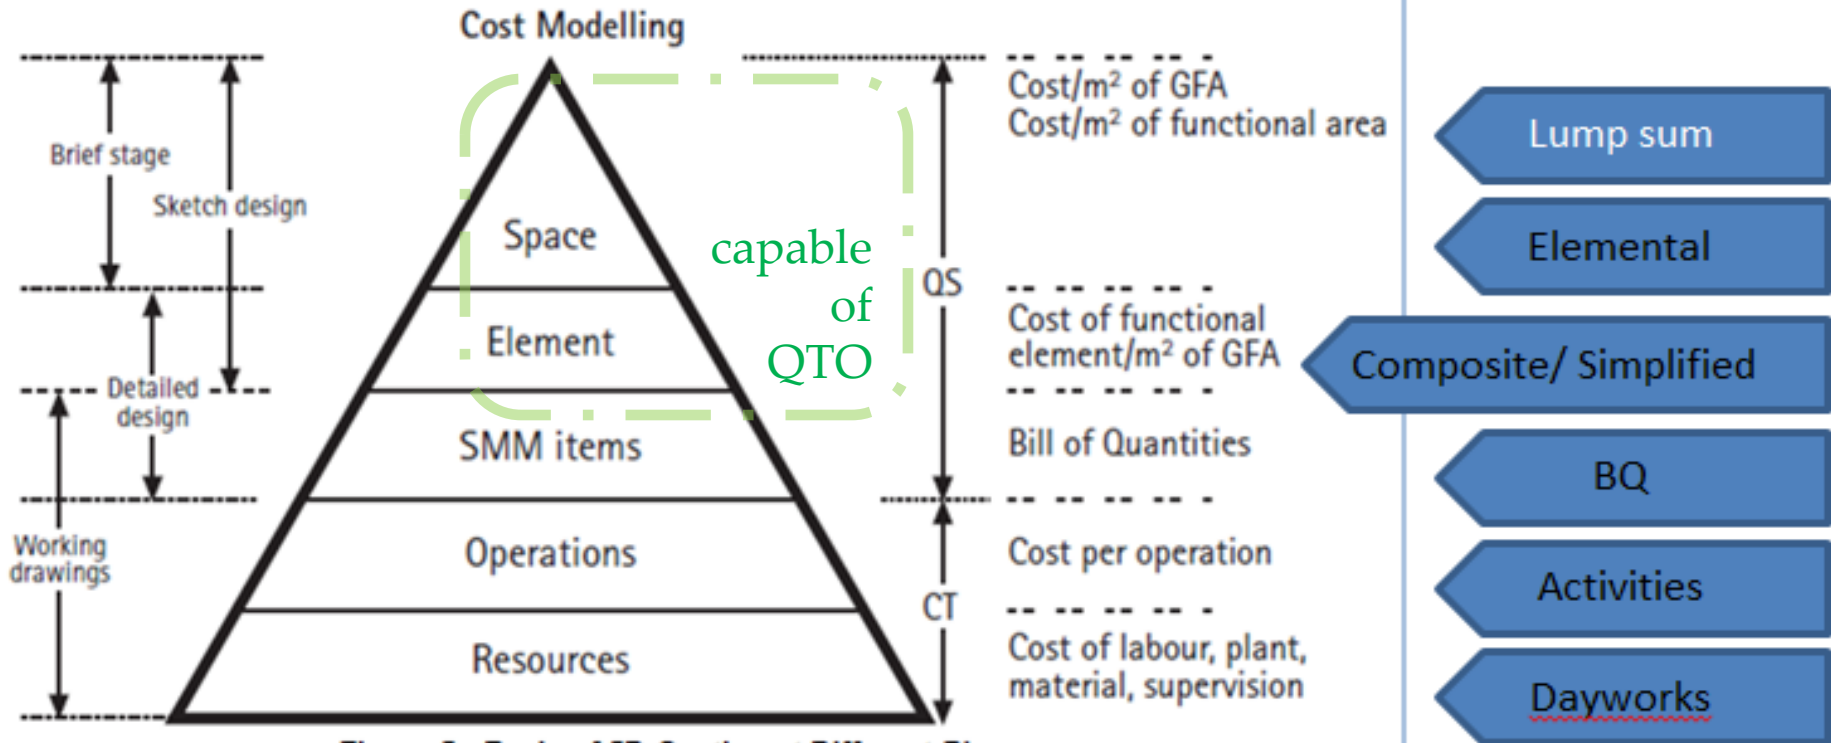 Cost Modelling
Brief stage
Sketch design
Detailed
design
Working
drawings
Space
Element
SMM items
Operations
Resources
capable
of
QTO
QS
CT
Cost/m² of GFA
Cost/m² of functional area
Cost of functional
element/m² of GFA
Bill of Quantities
Cost per operation
Cost of labour, plant,
material, supervision
Lump sum
Elemental
Composite/ Simplified
BQ
Activities
Dayworks